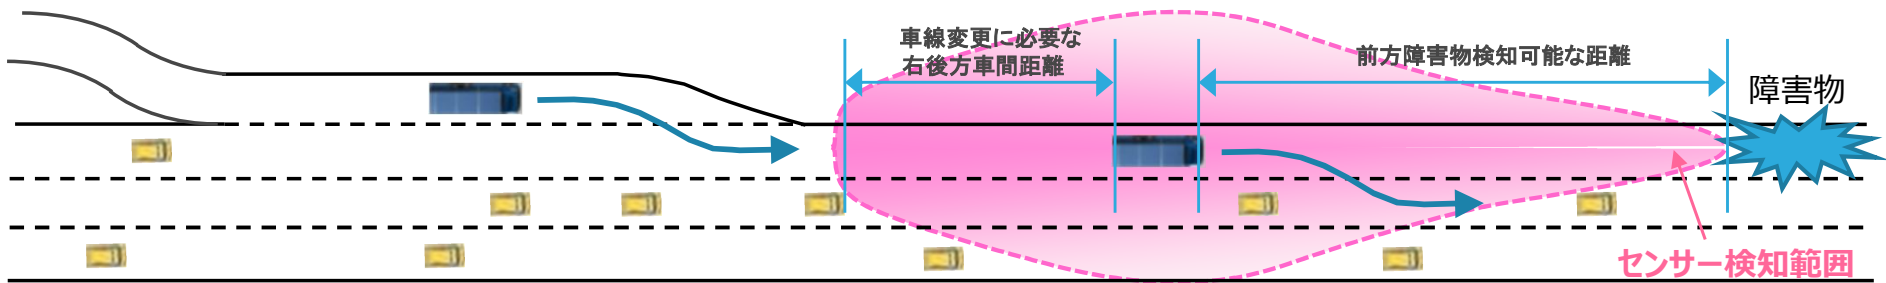 車線変更に必要な
右後方車間距離
前方障害物検知可能な距離
障害物
センサー検知範囲